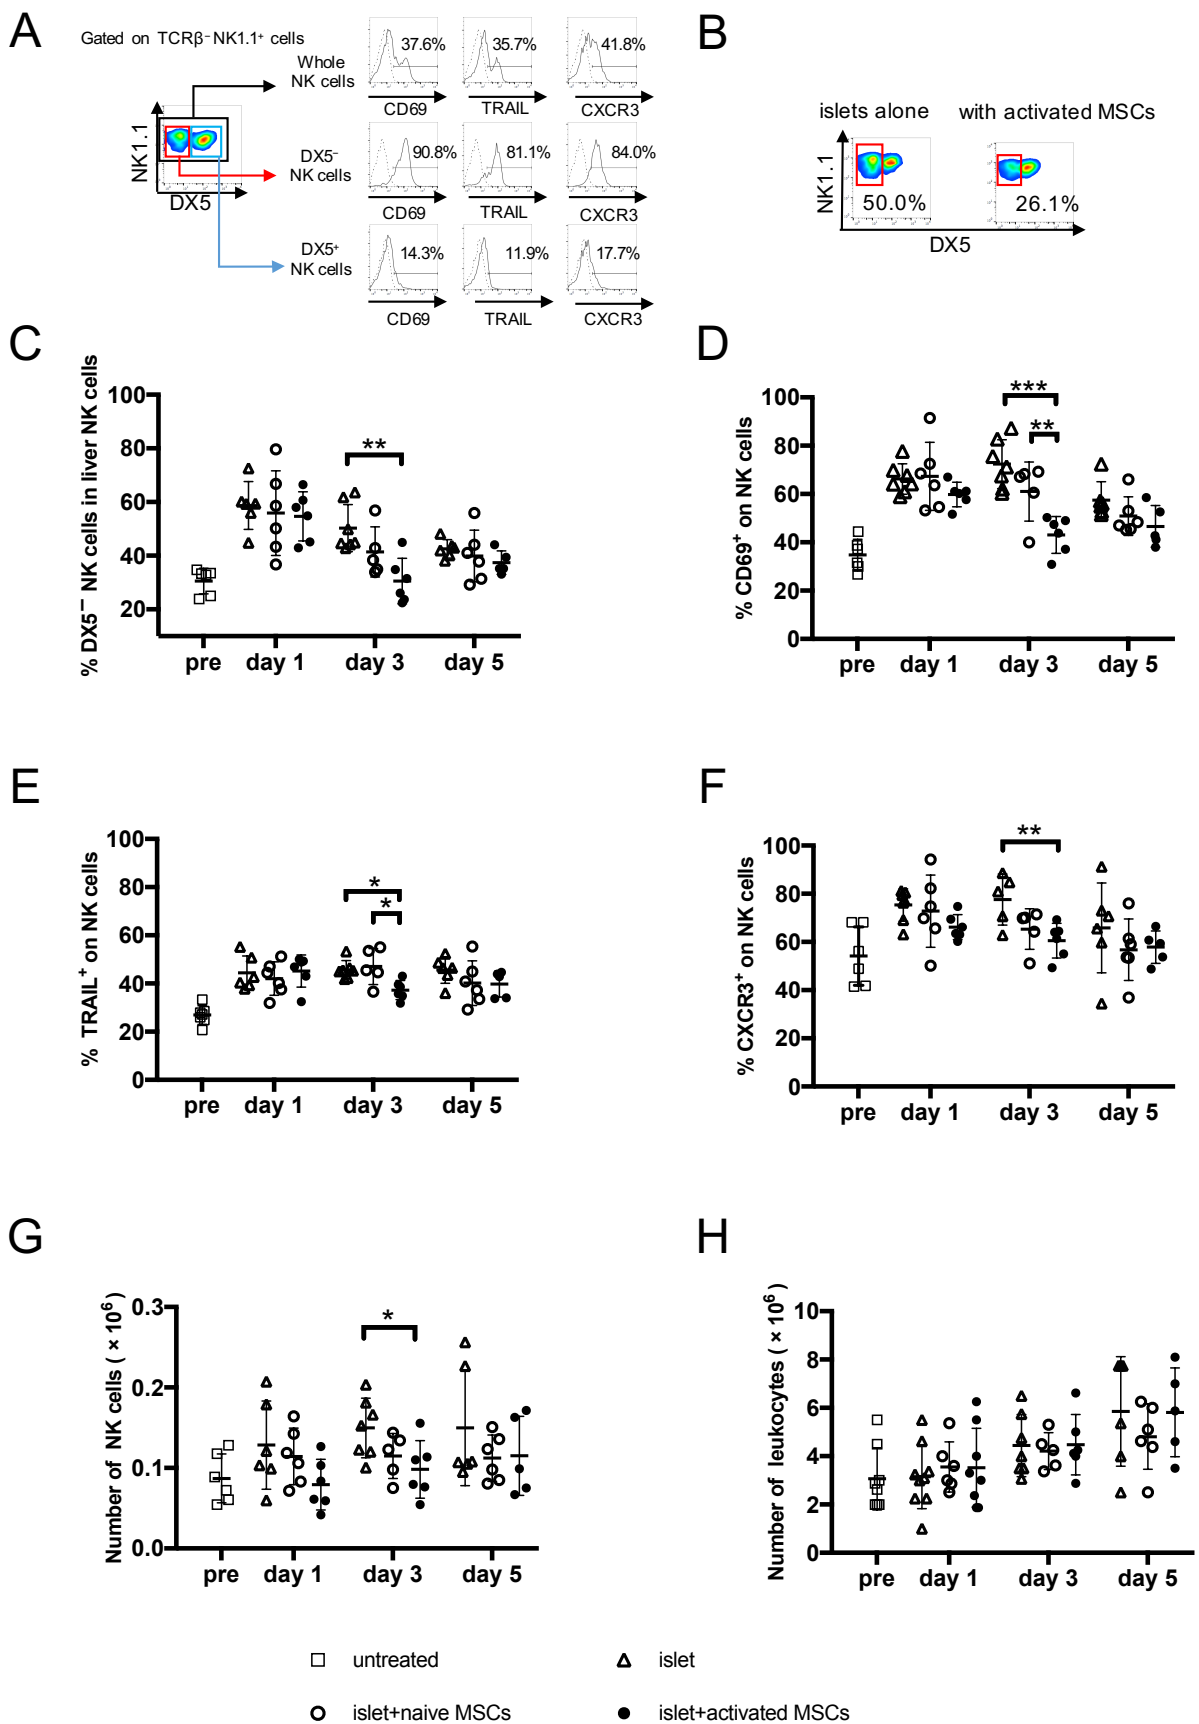 A
Gated on TCRβ⁻ NK1.1⁺ cells
Whole
NK cells
37.6%
35.7%
41.8%
CD69
TRAIL
CXCR3
NK1.1
DX5
DX5⁻
NK cells
90.8%
81.1%
84.0%
CD69
TRAIL
CXCR3
DX5⁺
NK cells
14.3%
11.9%
17.7%
CD69
TRAIL
CXCR3
B
islets alone
with activated MSCs
NK1.1
50.0%
26.1%
DX5
C
% DX5⁻ NK cells in liver NK cells
100
80
60
40
20
**
pre
day 1
day 3
day 5
D
% CD69⁺ on NK cells
100
80
60
40
20
0
***
**
pre
day 1
day 3
day 5
E
% TRAIL⁺ on NK cells
100
80
60
40
20
0
*
*
pre
day 1
day 3
day 5
F
% CXCR3⁺ on NK cells
100
80
60
40
20
0
**
pre
day 1
day 3
day 5
G
Number of NK cells ( × 10⁶)
0.3
0.2
0.1
0.0
*
pre
day 1
day 3
day 5
H
Number of leukocytes ( × 10⁶)
10
8
6
4
2
0
pre
day 1
day 3
day 5
untreated
islet
islet+naive MSCs
islet+activated MSCs